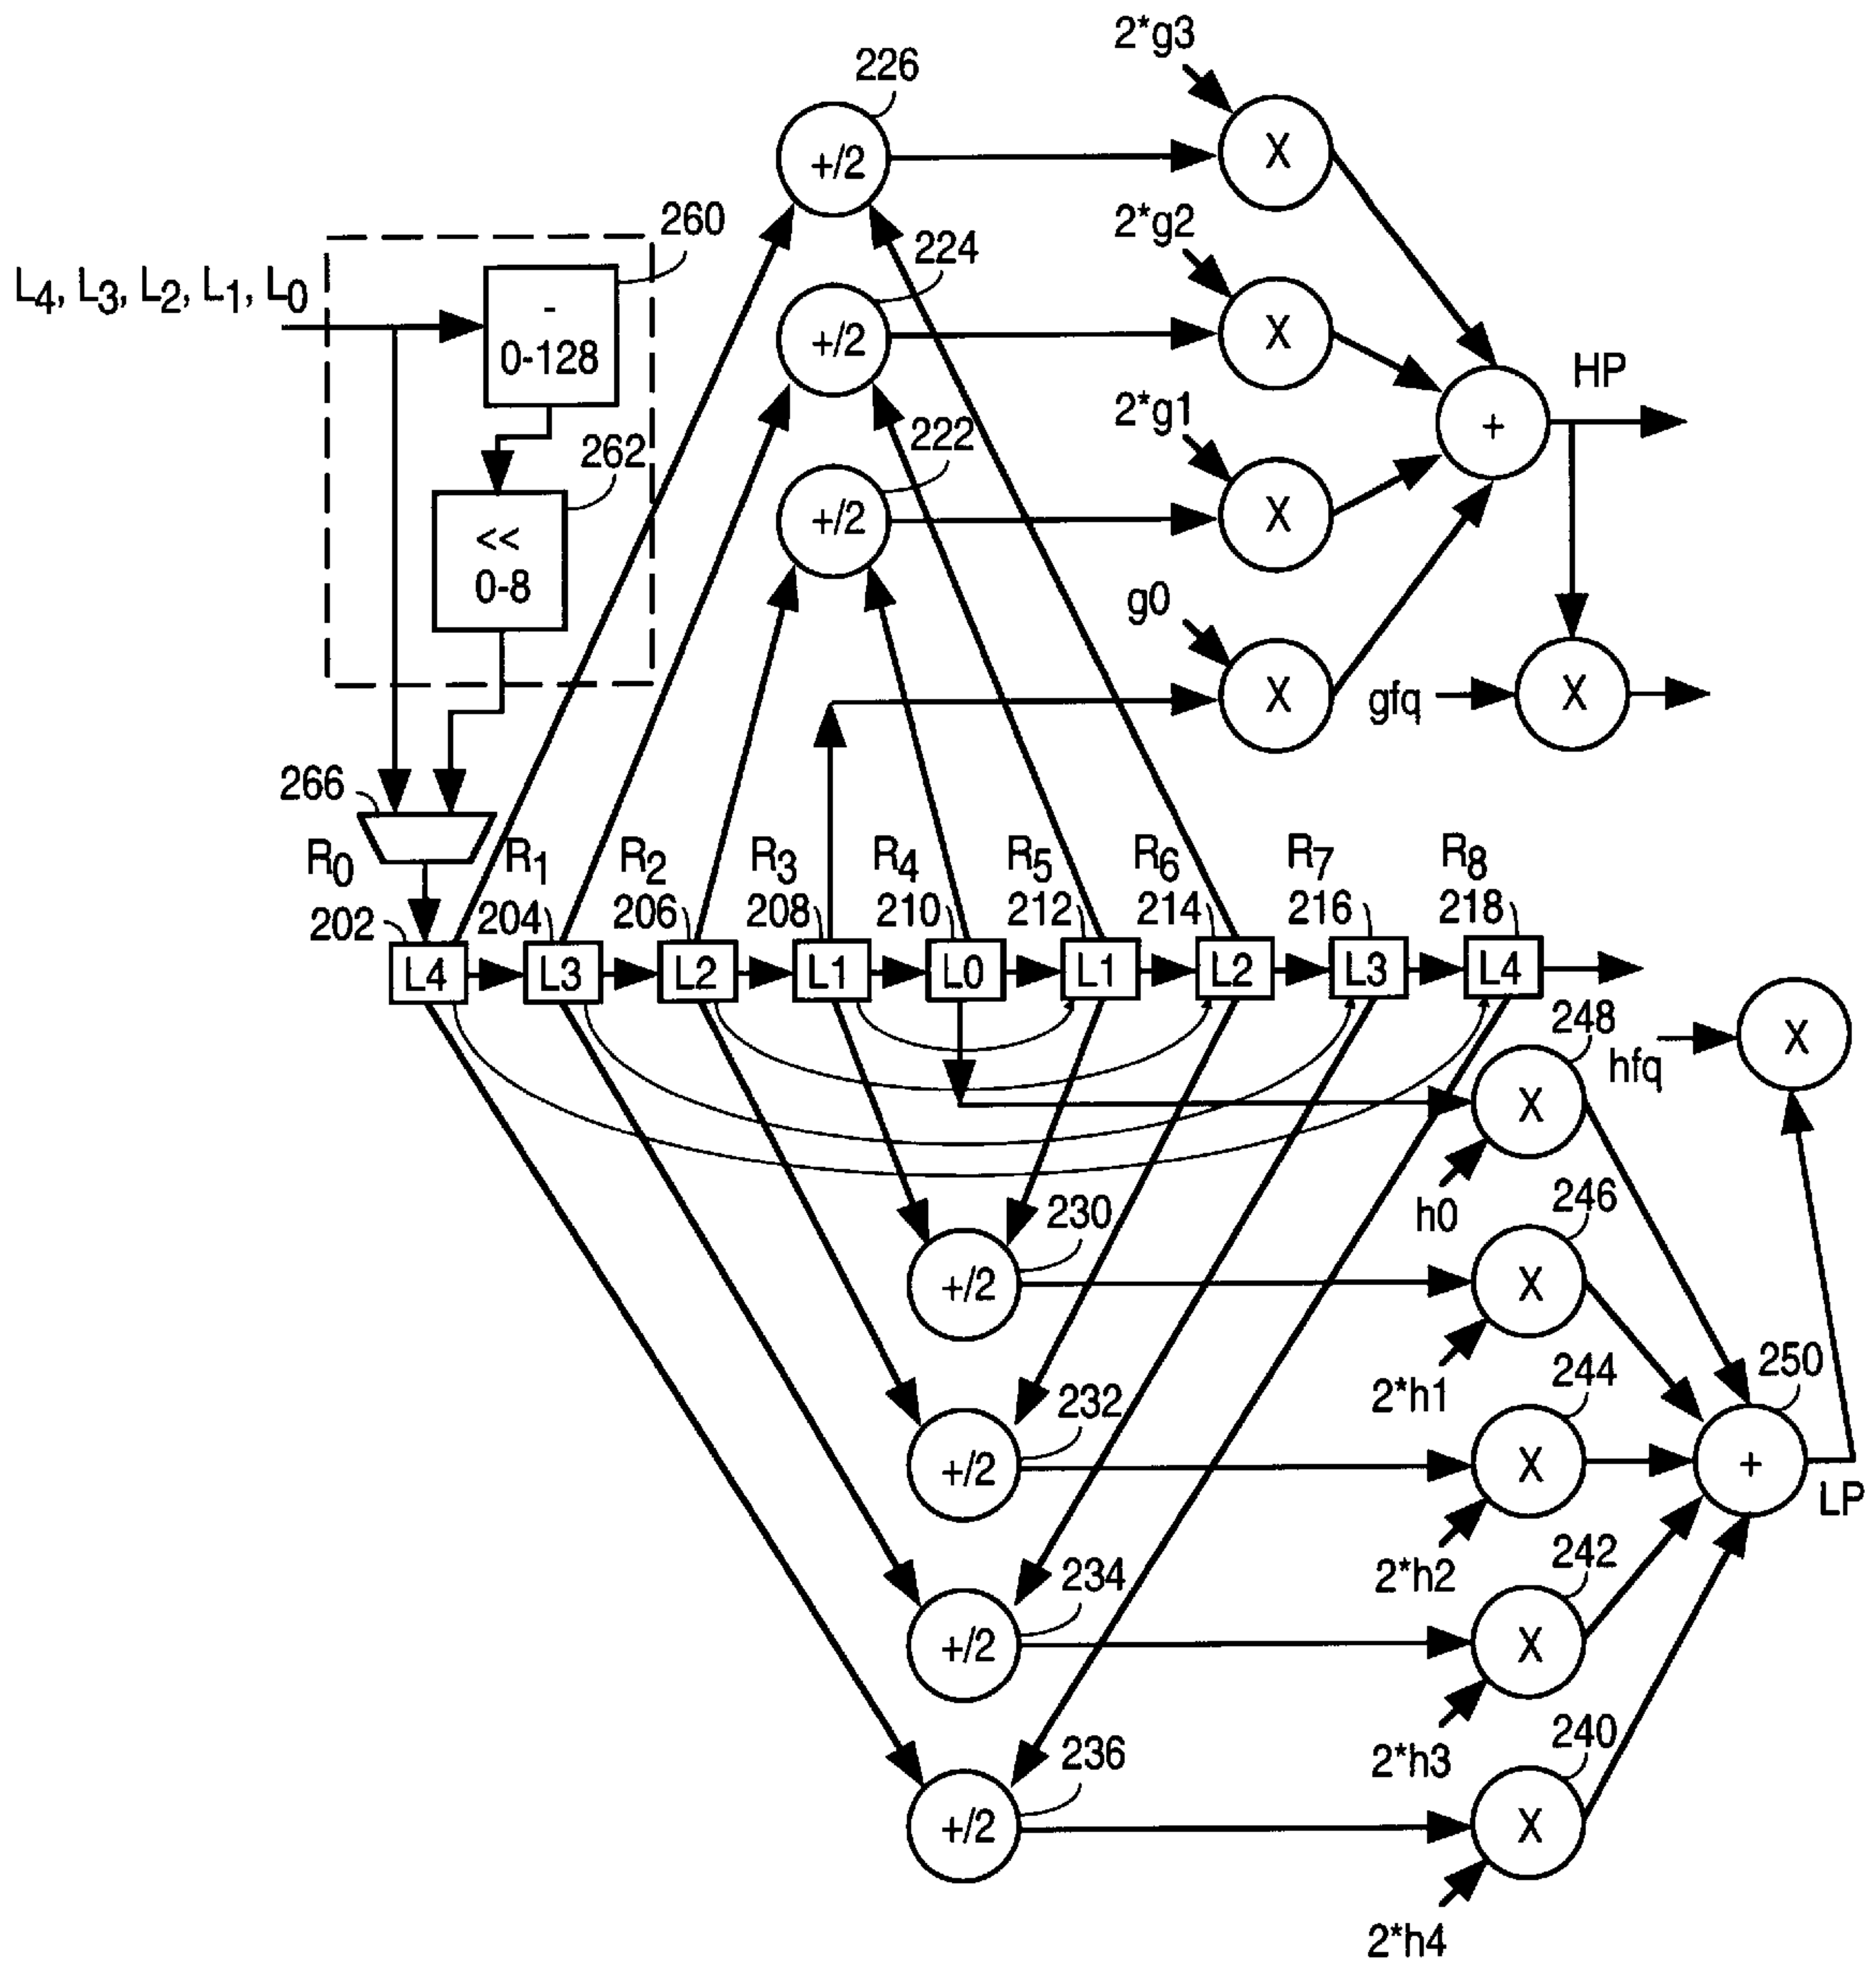 2*g3
226
+/2
X
260
2*g2
224
L4, L3, L2, L1, L0
-
0-128
+/2
X
HP
2*g1
+
262
222
<<
0-8
+/2
X
g0
gfq
X
X
266
R0
R1
R2
R3
R4
R5
R6
R7
R8
202
204
206
208
210
212
214
216
218
L4
L3
L2
L1
L0
L1
L2
L3
L4
248
hfq
X
X
h0
230
246
+/2
X
2*h1
232
244
250
+/2
X
+
LP
2*h2
234
242
+/2
X
2*h3
236
240
+/2
X
2*h4